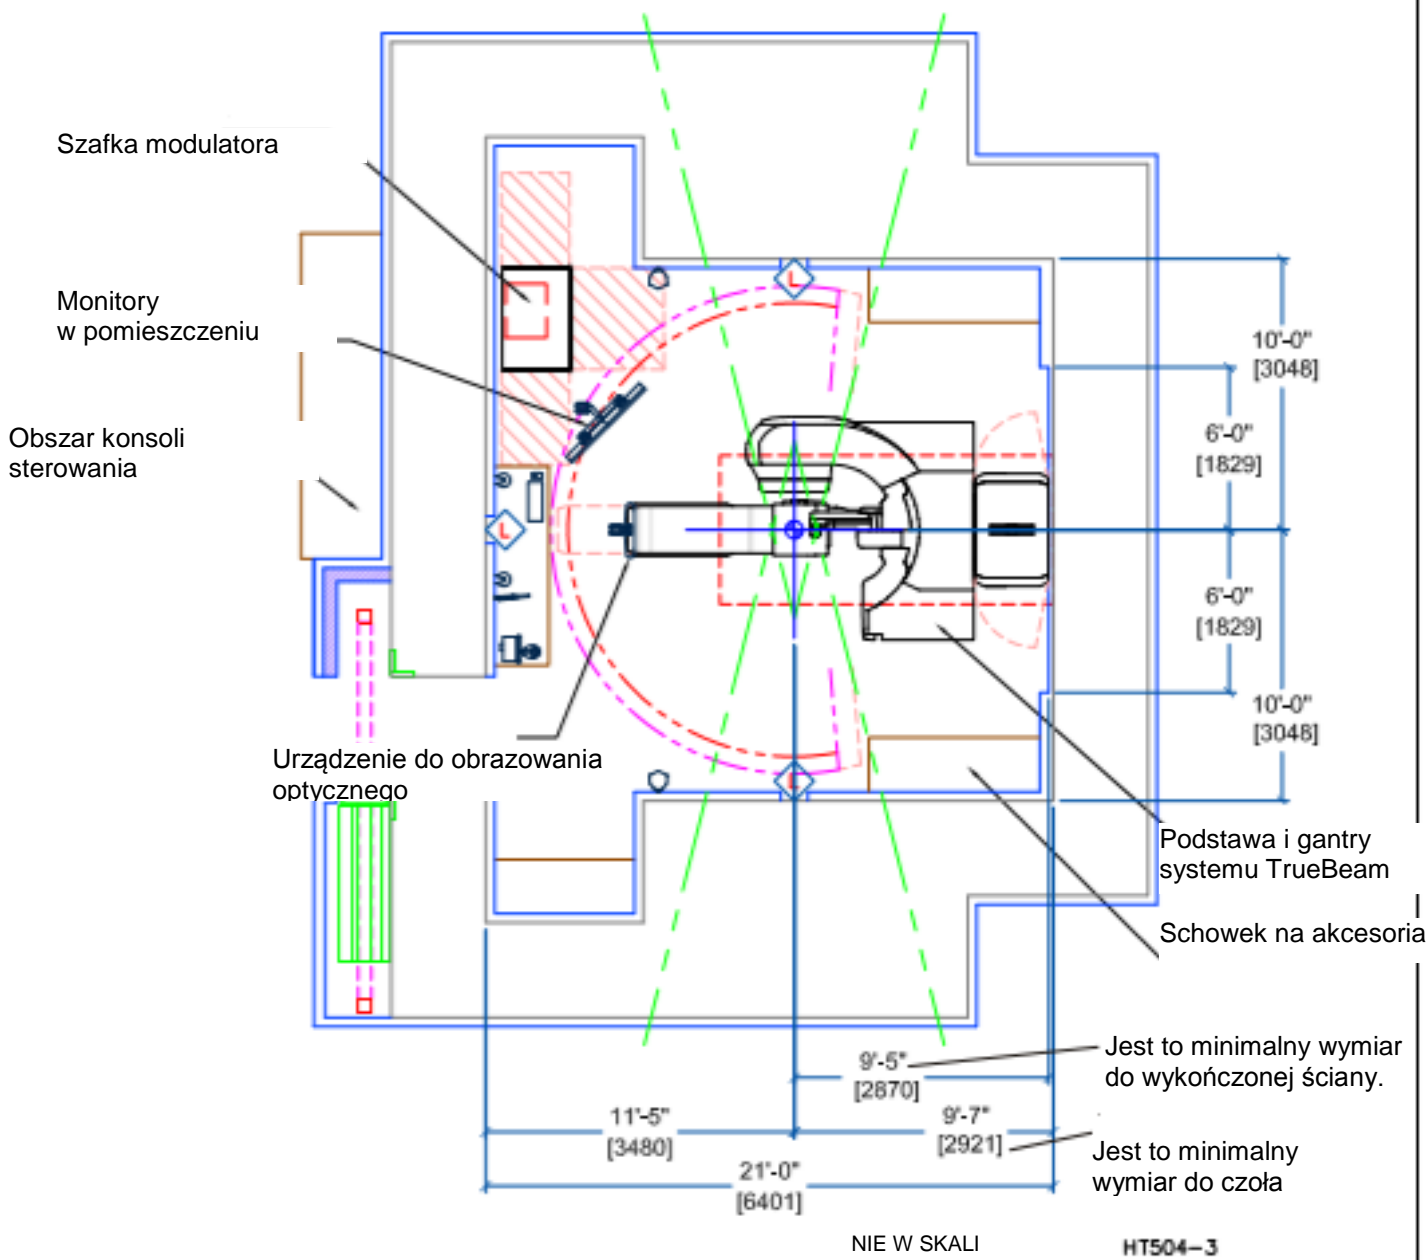 Szafka modulatora
Monitory
w pomieszczeniu
Obszar konsoli
sterowania
L
L
L
10'-0"
[3048]
6'-0"
[1829]
6'-0"
[1829]
10'-0"
[3048]
Urządzenie do obrazowania
optycznego
Podstawa i gantry
systemu TrueBeam
Schowek na akcesoria
Jest to minimalny wymiar
do wykończonej ściany.
9'-5"
[2870]
11'-5"
[3480]
9'-7"
[2921]
Jest to minimalny
wymiar do czoła
21'-0"
[6401]
NIE W SKALI
HT504-3